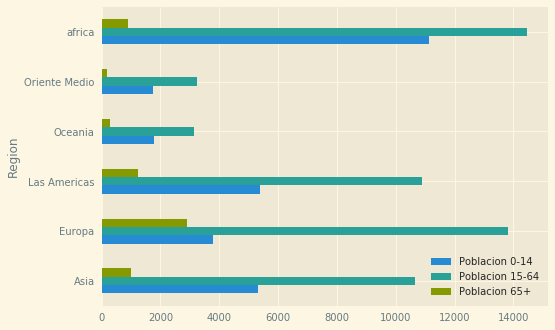 africa
Oriente Medio
Oceania
Las Americas
Europa
Asia
Region
Poblacion 0-14
Poblacion 15-64
Poblacion 65+
0 2000 4000 6000 8000 10000 12000 14000